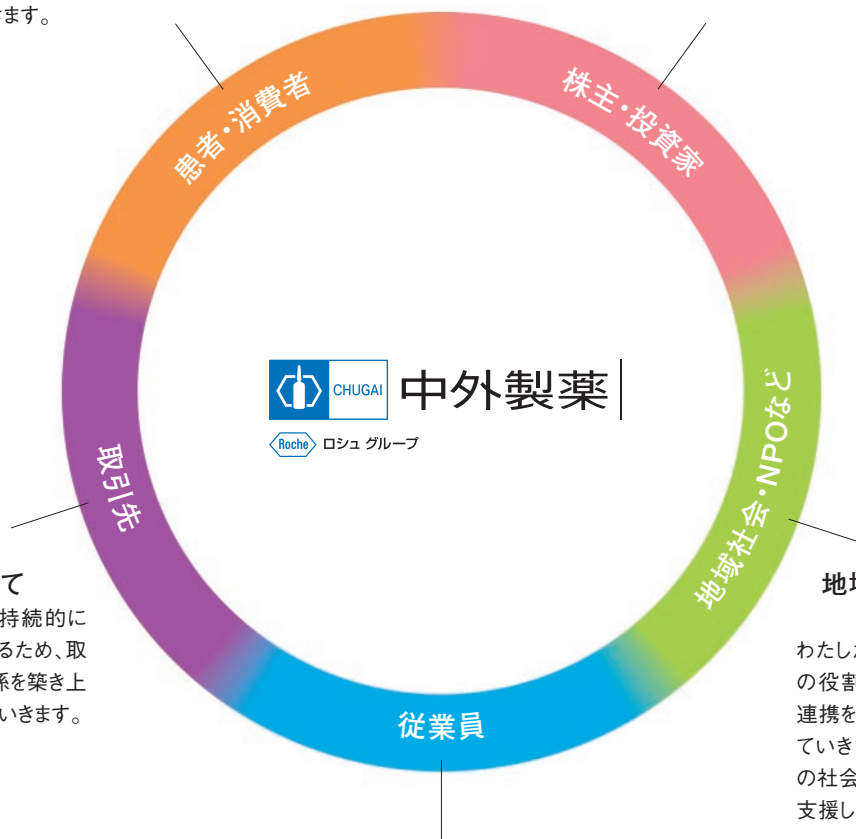 ます。
患者・消費者
株主・投資家
CHUGAI 中外製薬
Roche ロシュ グループ
取引先
地域社会・NPOなど
従業員
て
持続的に
るため、取
係を築き上
いきます。
地
わたし
の役割
連携を
ていき
の社会
支援し